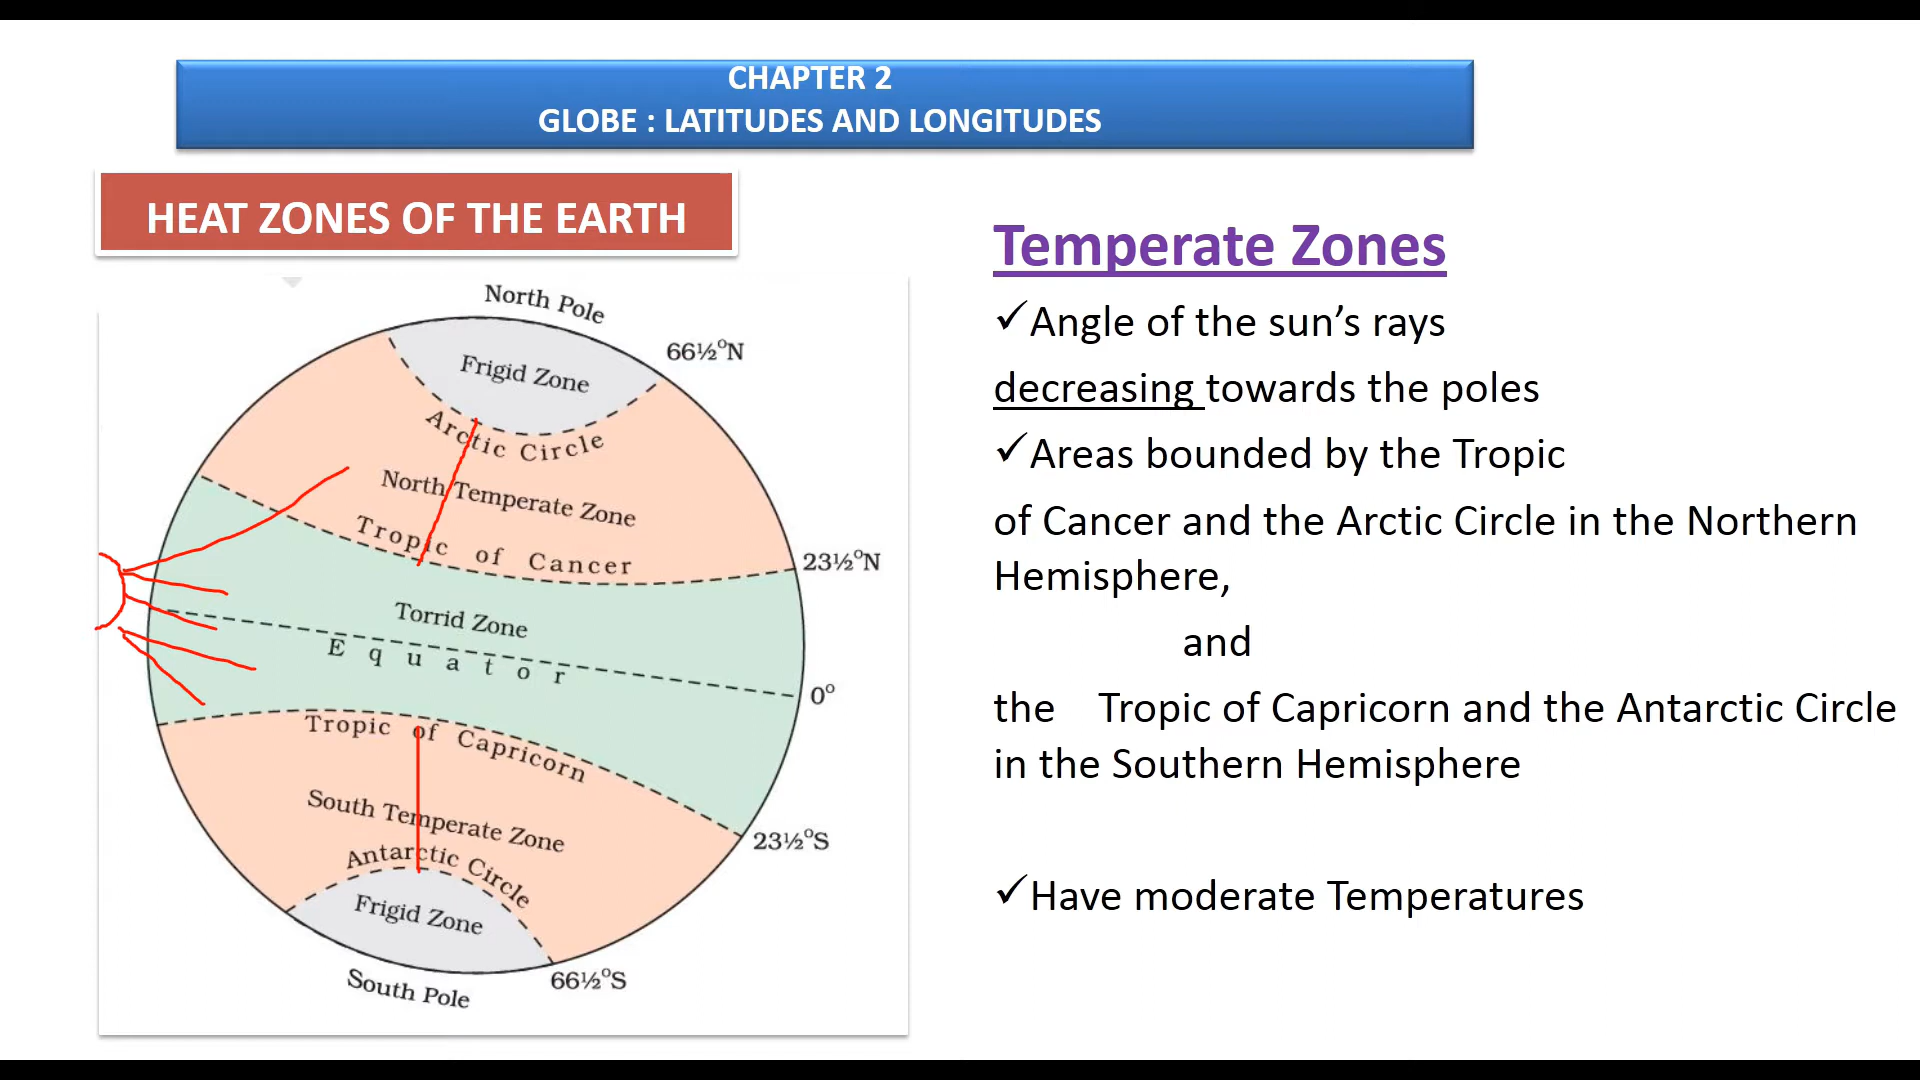 CHAPTER 2
GLOBE : LATITUDES AND LONGITUDES
HEAT ZONES OF THE EARTH
North Pole
66½°N
Frigid Zone
Arctic Circle
North Temperate Zone
Tropic of Cancer
23½°N
Torrid Zone
Equator
0°
Tropic of Capricorn
South Temperate Zone
23½°S
Antarctic Circle
Frigid Zone
66½°S
South Pole
Temperate Zones
✓Angle of the sun’s rays
decreasing towards the poles
✓Areas bounded by the Tropic
of Cancer and the Arctic Circle in the Northern
Hemisphere,
and
the Tropic of Capricorn and the Antarctic Circle
in the Southern Hemisphere
✓Have moderate Temperatures